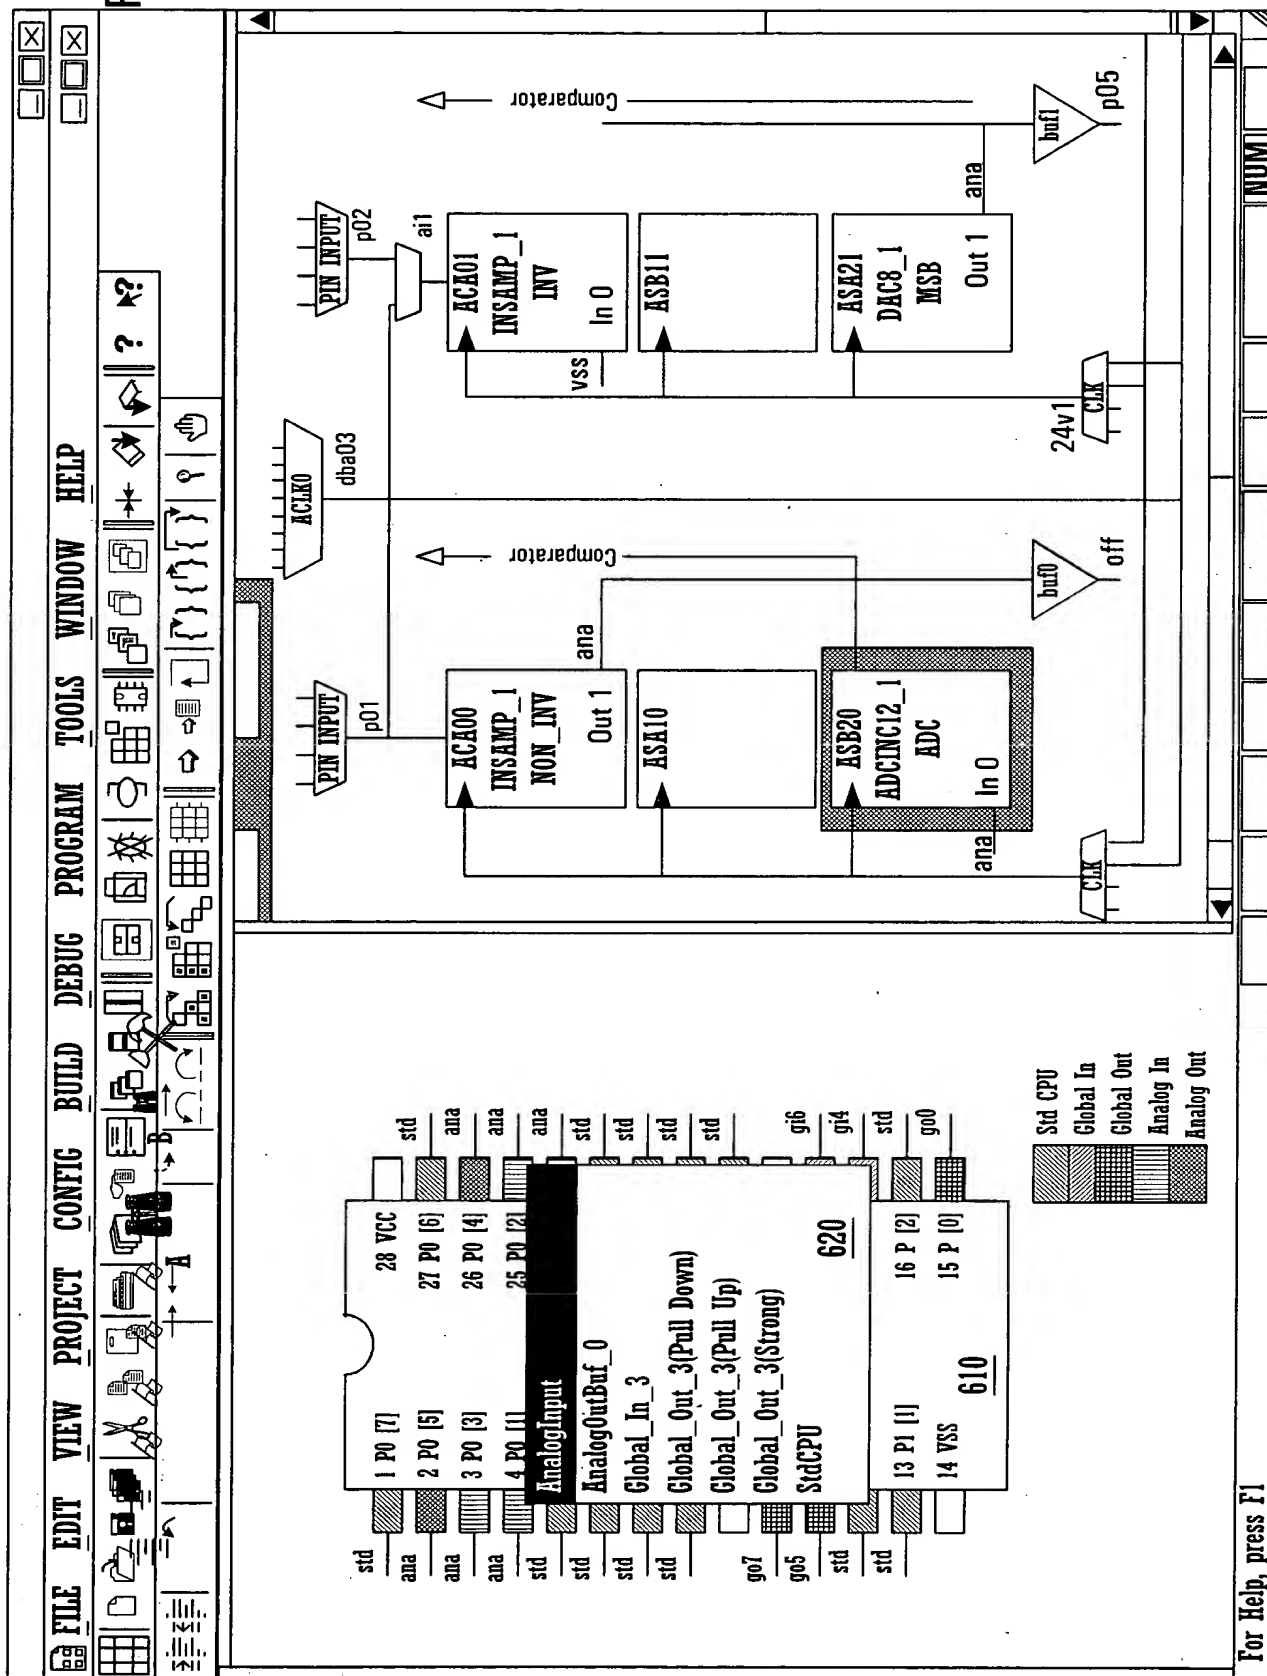 F
FILE EDIT VIEW PROJECT CONFIG BUILD DEBUG PROGRAM TOOLS WINDOW HELP
? ?
A B
std
ana
ana
ana
std
std
std
std
go7
go5
std
std
1 P0 [7]
2 P0 [5]
3 P0 [3]
4 P0 [1]
13 P1 [1]
14 VSS
610
AnalogInput
AnalogOutBuf_0
Global_In_3
Global_Out_3(Pull Down)
Global_Out_3(Pull Up)
Global_Out_3(Strong)
StdCPU
620
28 VCC
27 P0 [6]
26 P0 [4]
25 P0 [2]
16 P [2]
15 P [0]
std
ana
ana
ana
std
std
std
std
gi6
gi4
std
go0
Std CPU
Global In
Global Out
Analog In
Analog Out
PIN INPUT
p01
ACA00
INSAMP_1
NON_INV
Out 1
ana
ASA10
ASB20
ADCINC12_1
ADC
In 0
ana
CLK
Comparator
buf0
off
ACLK0
dba03
PIN INPUT
p02
ai1
ACA01
INSAMP_1
INV
In 0
vss
ASB11
ASA21
DAC8_1
MSB
Out 1
ana
24v1
CLK
Comparator
buf1
p05
For Help, press F1
NUM